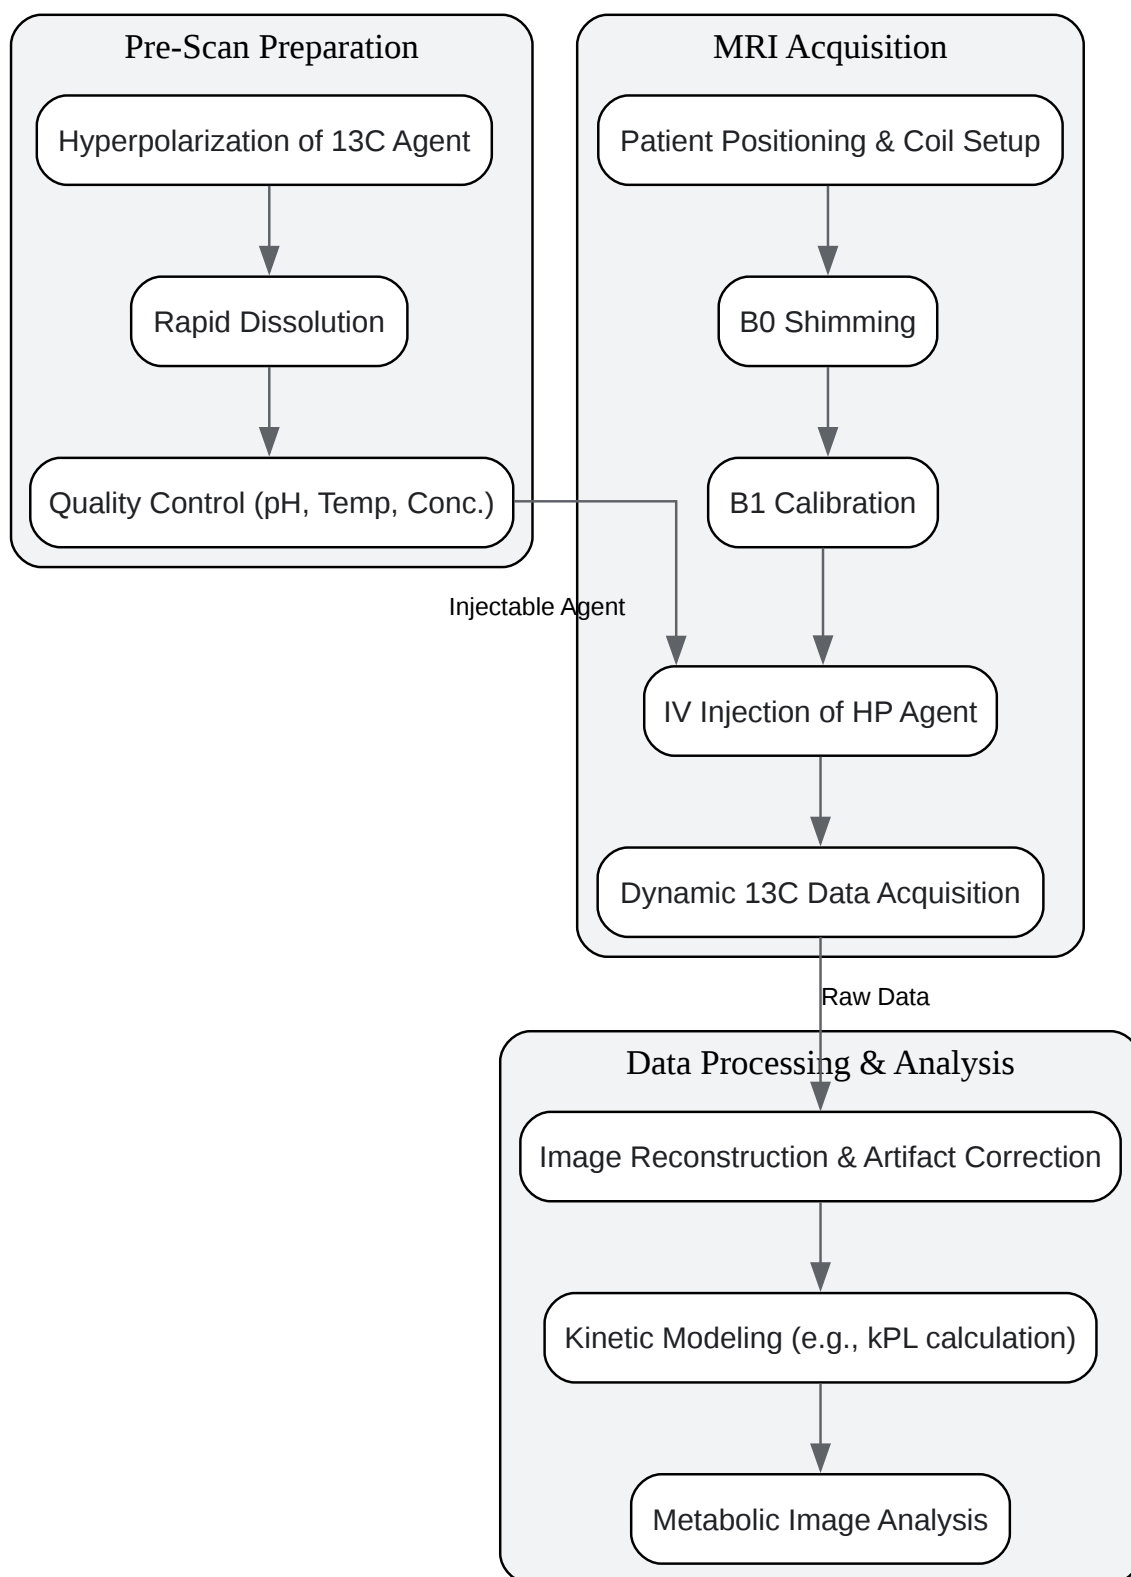 Pre-Scan Preparation
Hyperpolarization of 13C Agent
Rapid Dissolution
Quality Control (pH, Temp, Conc.)
Injectable Agent
MRI Acquisition
Patient Positioning & Coil Setup
B0 Shimming
B1 Calibration
IV Injection of HP Agent
Dynamic 13C Data Acquisition
Raw Data
Data Processing & Analysis
Image Reconstruction & Artifact Correction
Kinetic Modeling (e.g., kPL calculation)
Metabolic Image Analysis